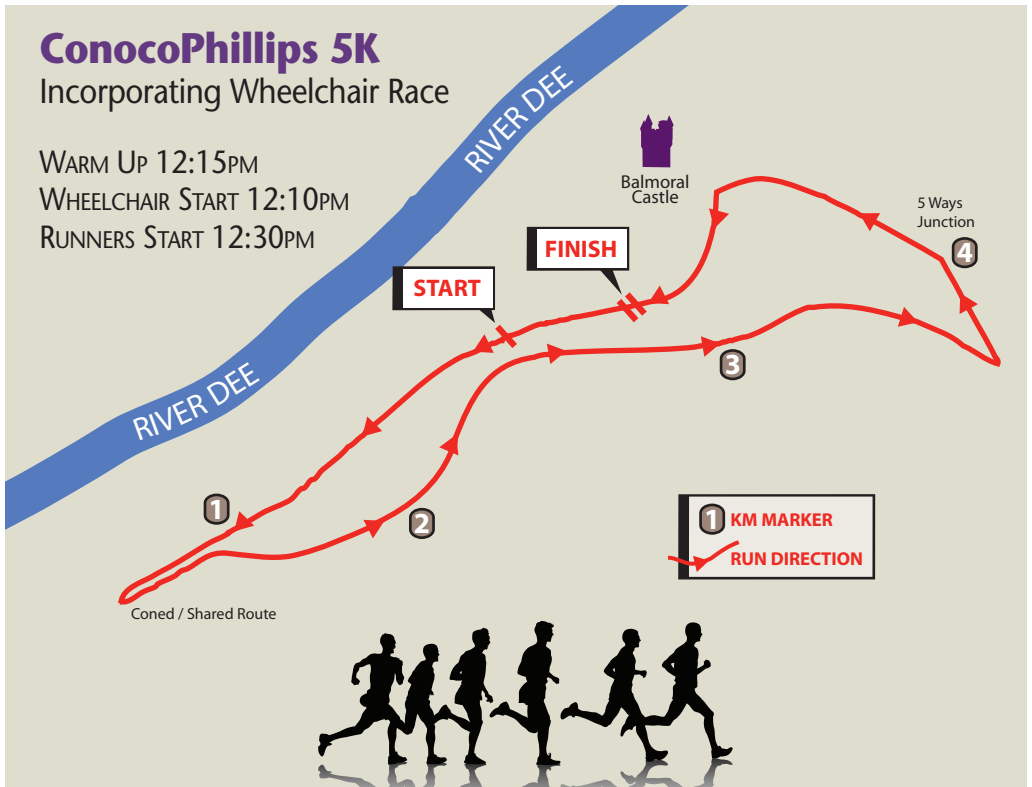 ConocoPhillips 5K
Incorporating Wheelchair Race
WARM UP 12:15PM
WHEELCHAIR START 12:10PM
RUNNERS START 12:30PM
RIVER DEE
Balmoral
Castle
5 Ways
Junction
4
FINISH
START
3
RIVER DEE
1
2
1 KM MARKER
RUN DIRECTION
Coned / Shared Route